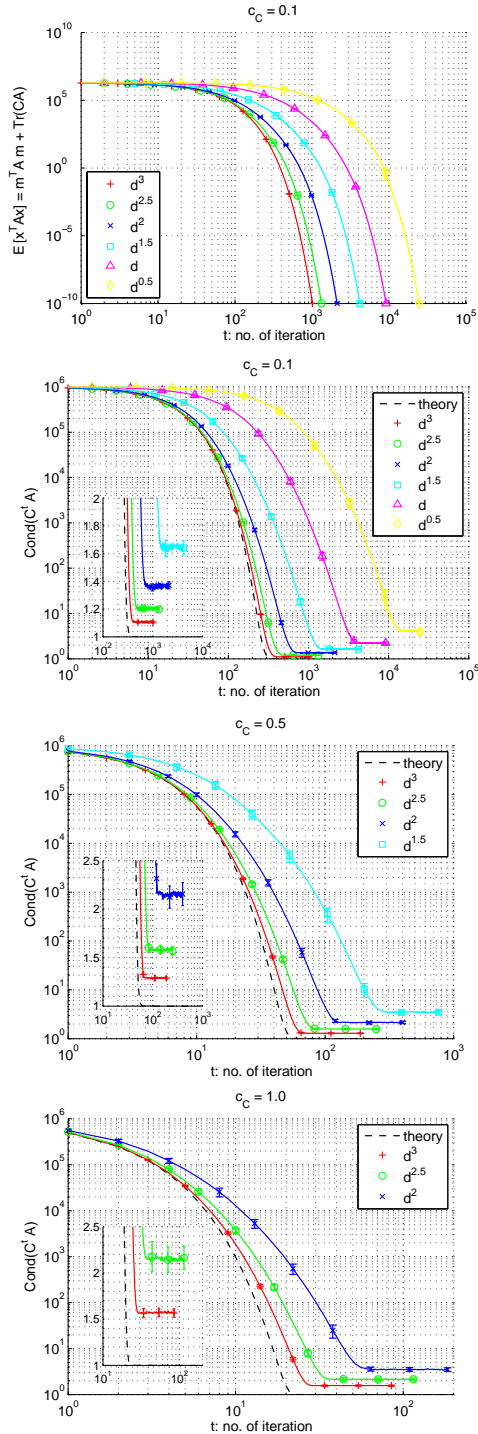 c_C = 0.1
E [x^T Ax] = m^T A m + Tr(CA)
10^10
10^5
10^0
10^−5
10^−10
d^3
d^2.5
d^2
d^1.5
d
d^0.5
10^0 10^1 10^2 10^3 10^4 10^5
t: no. of iteration
c_C = 0.1
Cond(C^t A)
10^6
10^5
10^4
10^3
10^2
10^1
10^0
theory
d^3
d^2.5
d^2
d^1.5
d
d^0.5
2
1.8
1.6
1.4
1.2
1
10^2 10^3 10^4
10^0 10^1 10^2 10^3 10^4 10^5
t: no. of iteration
c_C = 0.5
Cond(C^t A)
10^6
10^5
10^4
10^3
10^2
10^1
10^0
theory
d^3
d^2.5
d^2
d^1.5
2.5
2
1.5
1
10^1 10^2 10^3
10^0 10^1 10^2 10^3
t: no. of iteration
c_C = 1.0
Cond(C^t A)
10^6
10^5
10^4
10^3
10^2
10^1
10^0
theory
d^3
d^2.5
d^2
2.5
2
1.5
1
10^1 10^2
10^0 10^1 10^2
t: no. of iteration